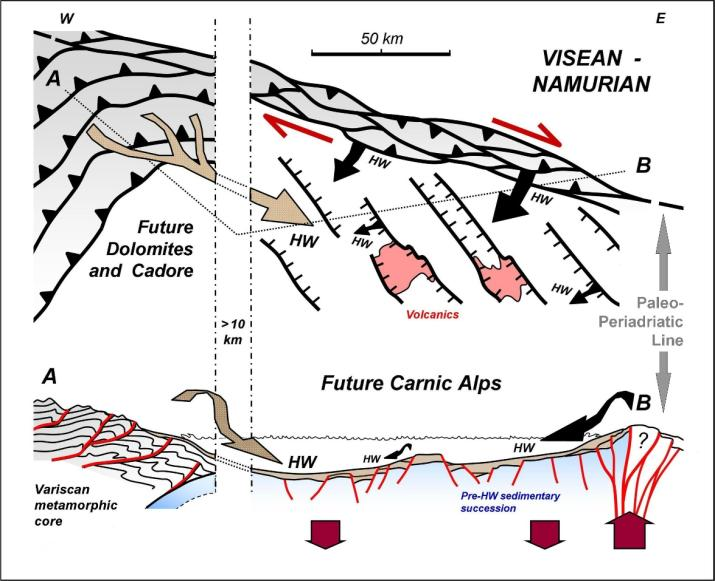 W
E
50 km
VISEAN -
NAMURIAN
A
HW
B
HW
Future
Dolomites
and Cadore
HW
HW
HW
Volcanics
Paleo-
Periadriatic
Line
>10
km
A
Future Carnic Alps
B
?
HW
HW
HW
Variscan
metamorphic
core
Pre-HW sedimentary
succession